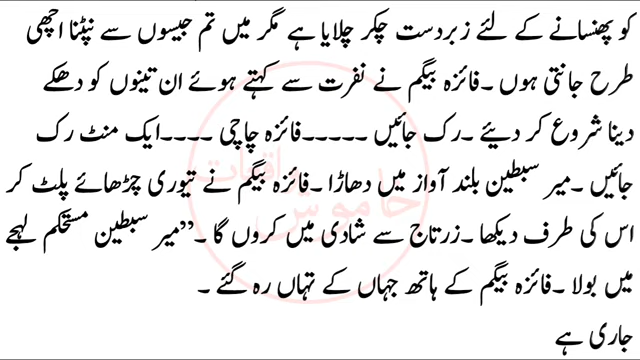 کو پھنسانے کے لئے زبردست چکر چلایا ہے مگر میں تم جیسوں سے نپٹنا اچھی
طرح جانتی ہوں ۔فائزہ بیگم نے نفرت سے کہتے ہوئے ان تینوں کو دھکے
دینا شروع کر دیئے ۔رک جائیں ۔۔۔۔۔فائزہ چاچی ۔۔۔۔ایک منٹ رک
جائیں ۔میر سبطین بلند آواز میں دھاڑا ۔فائزہ بیگم نے تیوری چڑھائے پلٹ کر
اس کی طرف دیکھا ۔زرتاج سے شادی میں کروں گا ۔”میر سبطین مستحکم لہجے
میں بولا ۔فائزہ بیگم کے ہاتھ جہاں کے تہاں رہ گئے ۔
جاری ہے
خاموش